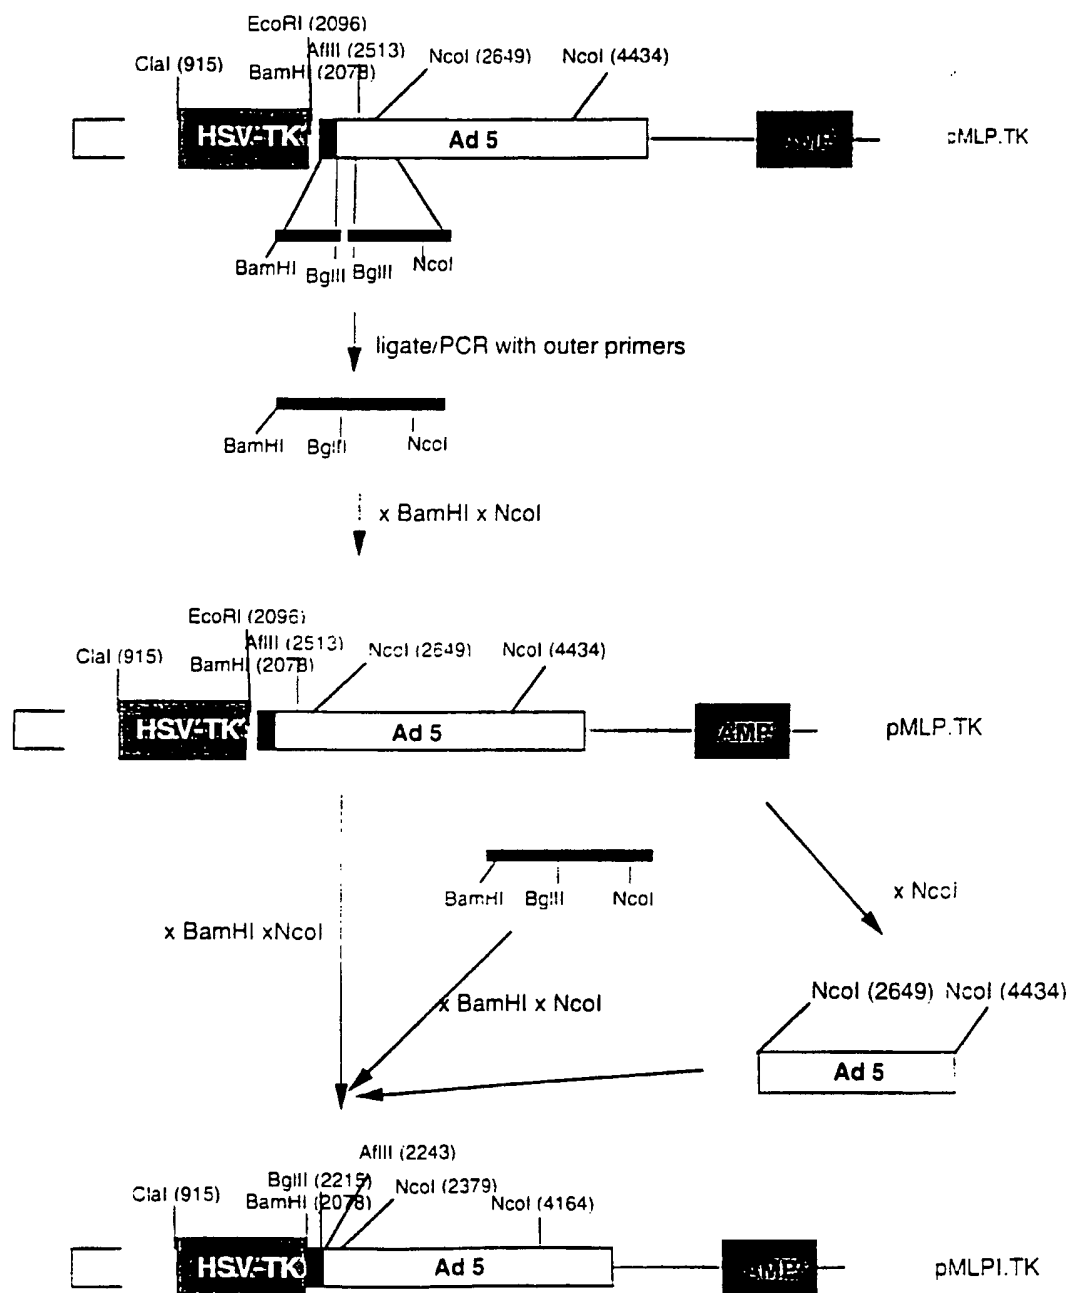 EcoRI (2096)
AflII (2513)
ClaI (915)
BamHI (2078)
NcoI (2649)
NcoI (4434)
HSV-TK
Ad 5
pMLP.TK
BamHI
BglII
BglII
NcoI
ligate/PCR with outer primers
BamHI
BglII
NcoI
x BamHI x NcoI
EcoRI (2096)
AflII (2513)
ClaI (915)
BamHI (2078)
NcoI (2649)
NcoI (4434)
HSV-TK
Ad 5
AMP
pMLP.TK
BamHI
BglII
NcoI
x NcoI
x BamHI xNcoI
x BamHI x NcoI
NcoI (2649)
NcoI (4434)
Ad 5
AflII (2243)
BglII (2215)
ClaI (915)
BamHI (2078)
NcoI (2379)
NcoI (4164)
HSV-TK
Ad 5
AMP
pMLPI.TK